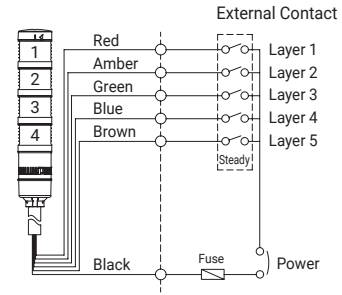 External Contact
1
2
3
4
Red
Amber
Green
Blue
Brown
Layer 1
Layer 2
Layer 3
Layer 4
Layer 5
Steady
Black
Fuse
Power